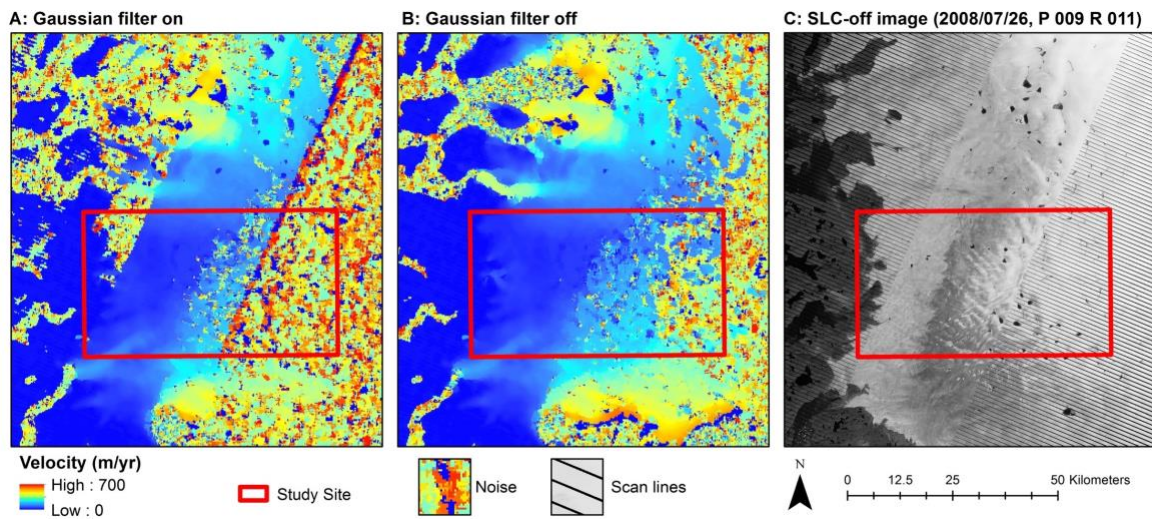 A: Gaussian filter on
B: Gaussian filter off
C: SLC-off image (2008/07/26, P 009 R 011)
Velocity (m/yr)
High : 700
Low : 0
Study Site
Noise
Scan lines
N
0 12.5 25 50 Kilometers